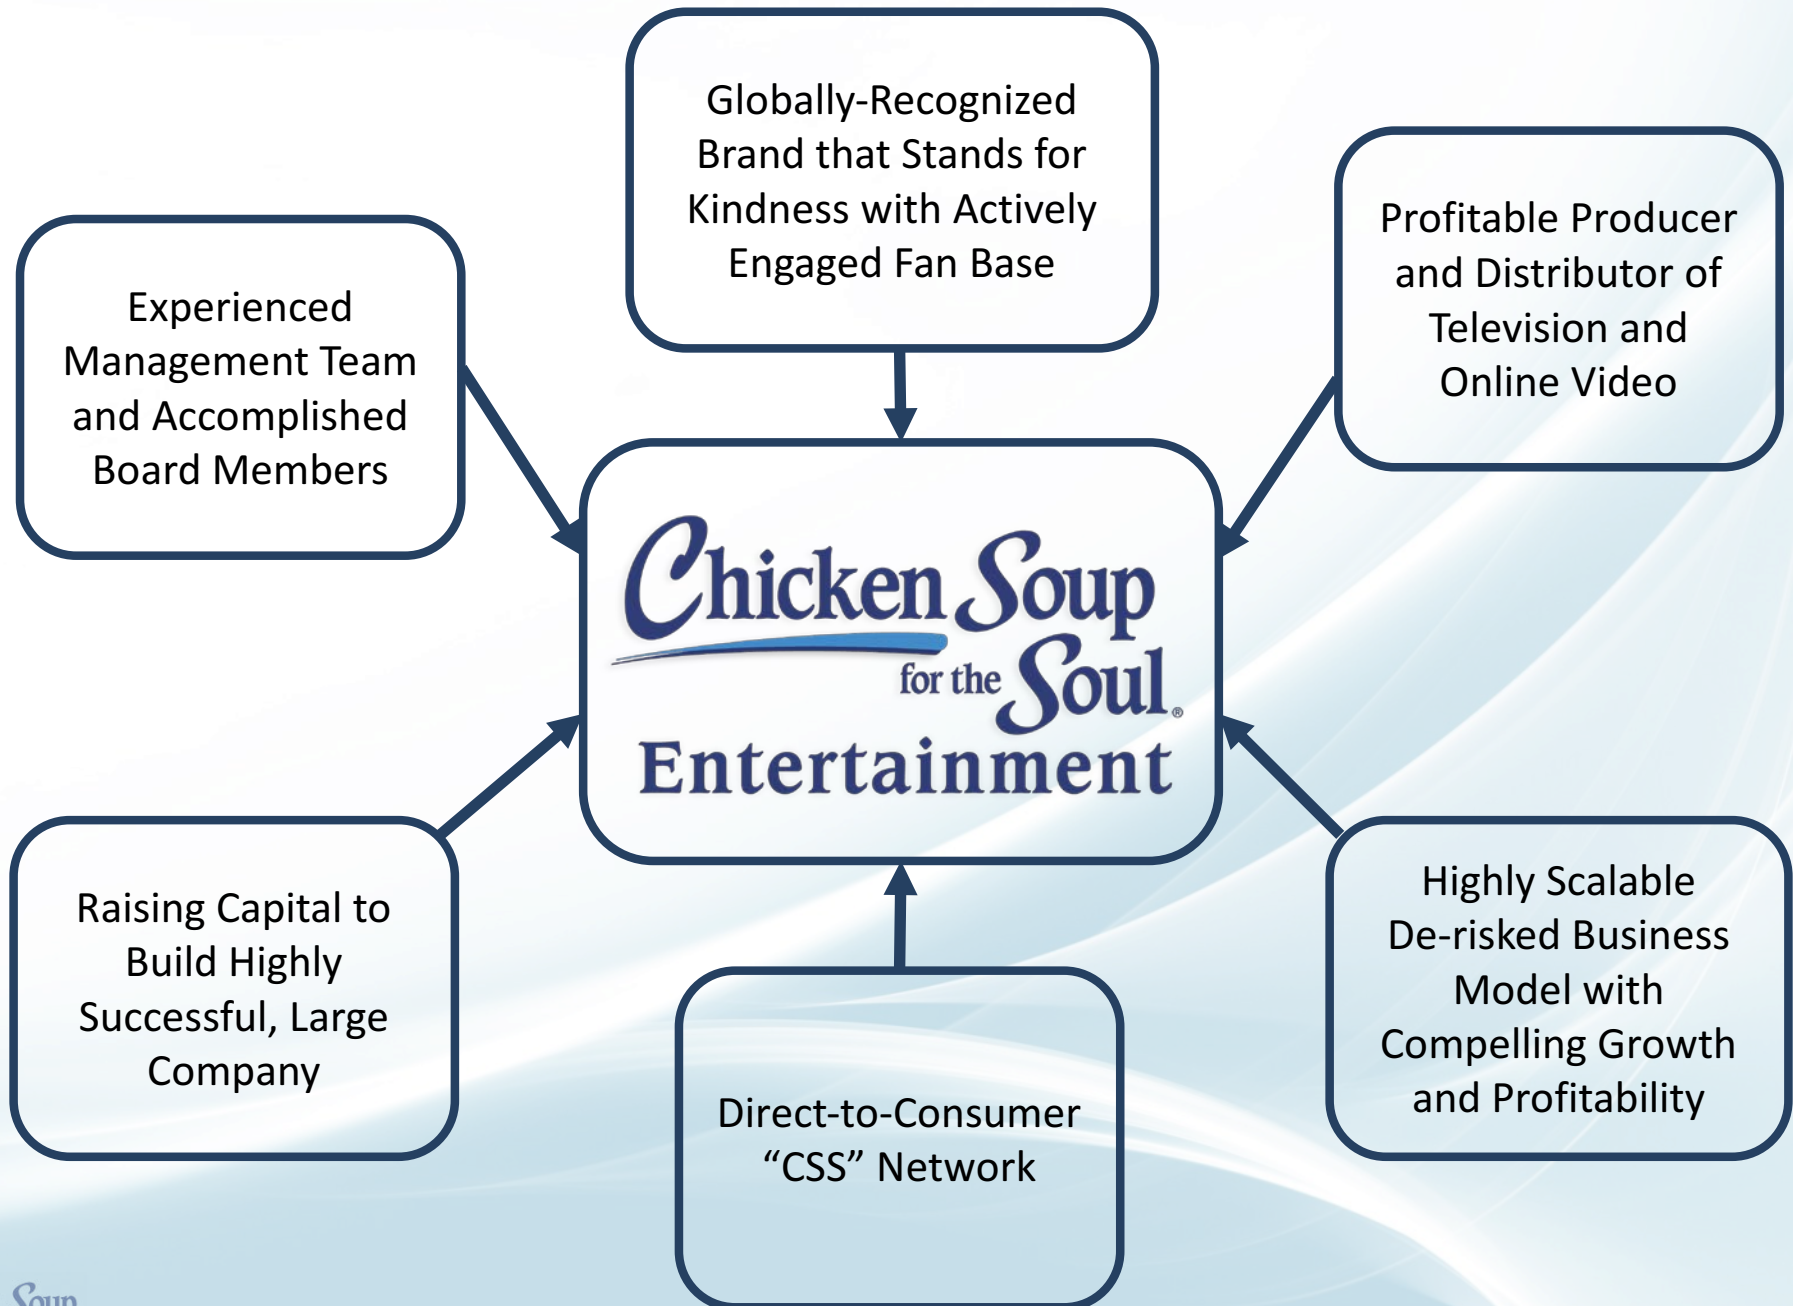 Globally-Recognized
Brand that Stands for
Kindness with Actively
Engaged Fan Base
Experienced
Management Team
and Accomplished
Board Members
Profitable Producer
and Distributor of
Television and
Online Video
Chicken Soup
for the Soul®
Entertainment
Raising Capital to
Build Highly
Successful, Large
Company
Direct-to-Consumer
“CSS” Network
Highly Scalable
De-risked Business
Model with
Compelling Growth
and Profitability
Soup